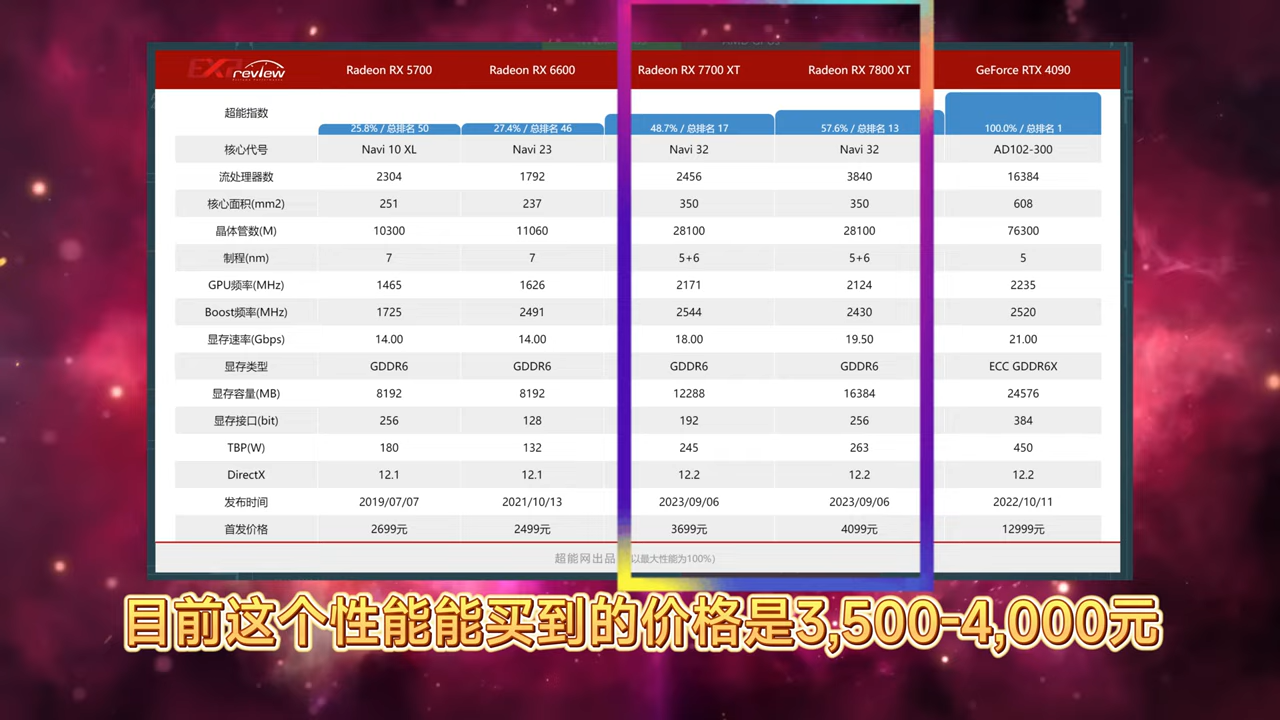 EXPreview Radeon RX 5700 Radeon RX 6600 Radeon RX 7700 XT Radeon RX 7800 XT GeForce RTX 4090
超能指数 25.8% / 总排名 50 27.4% / 总排名 46 48.7% / 总排名 17 57.6% / 总排名 13 100.0% / 总排名 1
核心代号 Navi 10 XL Navi 23 Navi 32 Navi 32 AD102-300
流处理器数 2304 1792 2456 3840 16384
核心面积(mm2) 251 237 350 350 608
晶体管数(M) 10300 11060 28100 28100 76300
制程(nm) 7 7 5+6 5+6 5
GPU频率(MHz) 1465 1626 2171 2124 2235
Boost频率(MHz) 1725 2491 2544 2430 2520
显存速率(Gbps) 14.00 14.00 18.00 19.50 21.00
显存类型 GDDR6 GDDR6 GDDR6 GDDR6 ECC GDDR6X
显存容量(MB) 8192 8192 12288 16384 24576
显存接口(bit) 256 128 192 256 384
TBP(W) 180 132 245 263 450
DirectX 12.1 12.1 12.2 12.2 12.2
发布时间 2019/07/07 2021/10/13 2023/09/06 2023/09/06 2022/10/11
首发价格 2699元 2499元 3699元 4099元 12999元
超能网出品 以最大性能为100%)
目前这个性能能买到的价格是3,500-4,000元